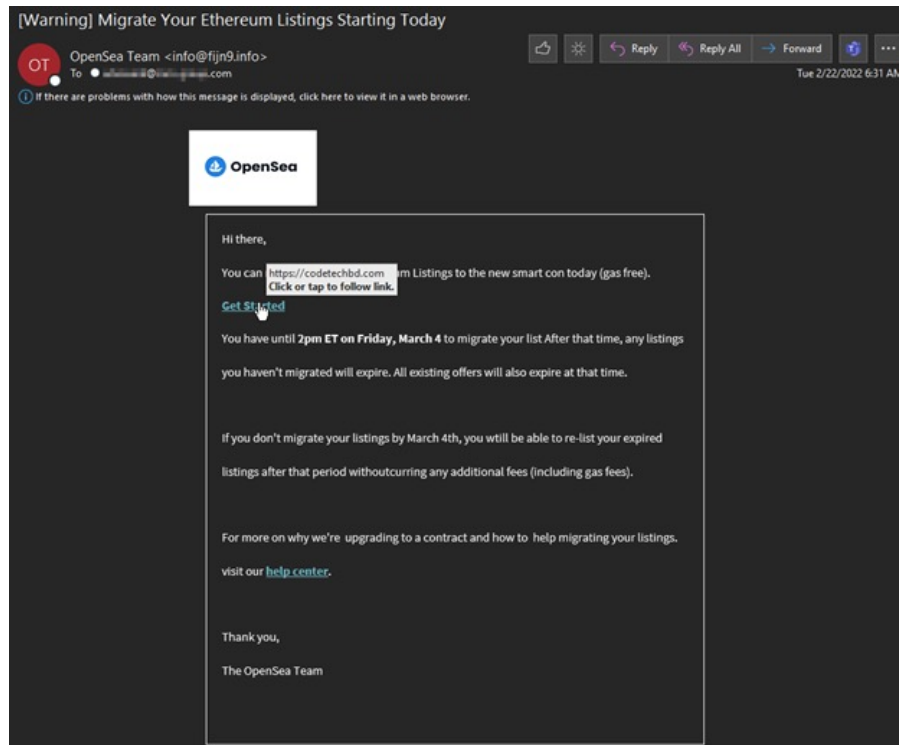 [Warning] Migrate Your Ethereum Listings Starting Today
OT
OpenSea Team <info@fijn9.info>
Reply
Reply All
Forward
To
.com
Tue 2/22/2022 6:31 AM
If there are problems with how this message is displayed, click here to view it in a web browser.
OpenSea
Hi there,
You can m Listings to the new smart con today (gas free).
https://codetechbd.com
Click or tap to follow link.
Get Started
You have until 2pm ET on Friday, March 4 to migrate your list After that time, any listings
you haven't migrated will expire. All existing offers will also expire at that time.
If you don't migrate your listings by March 4th, you wtill be able to re-list your expired
listings after that period withoutcurring any additional fees (including gas fees).
For more on why we're upgrading to a contract and how to help migrating your listings.
visit our help center.
Thank you,
The OpenSea Team